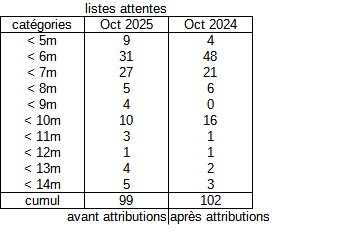 listes attentes
catégories Oct 2025 Oct 2024
< 5m 9 4
< 6m 31 48
< 7m 27 21
< 8m 5 6
< 9m 4 0
< 10m 10 16
< 11m 3 1
< 12m 1 1
< 13m 4 2
< 14m 5 3
cumul 99 102
avant attributions après attributions